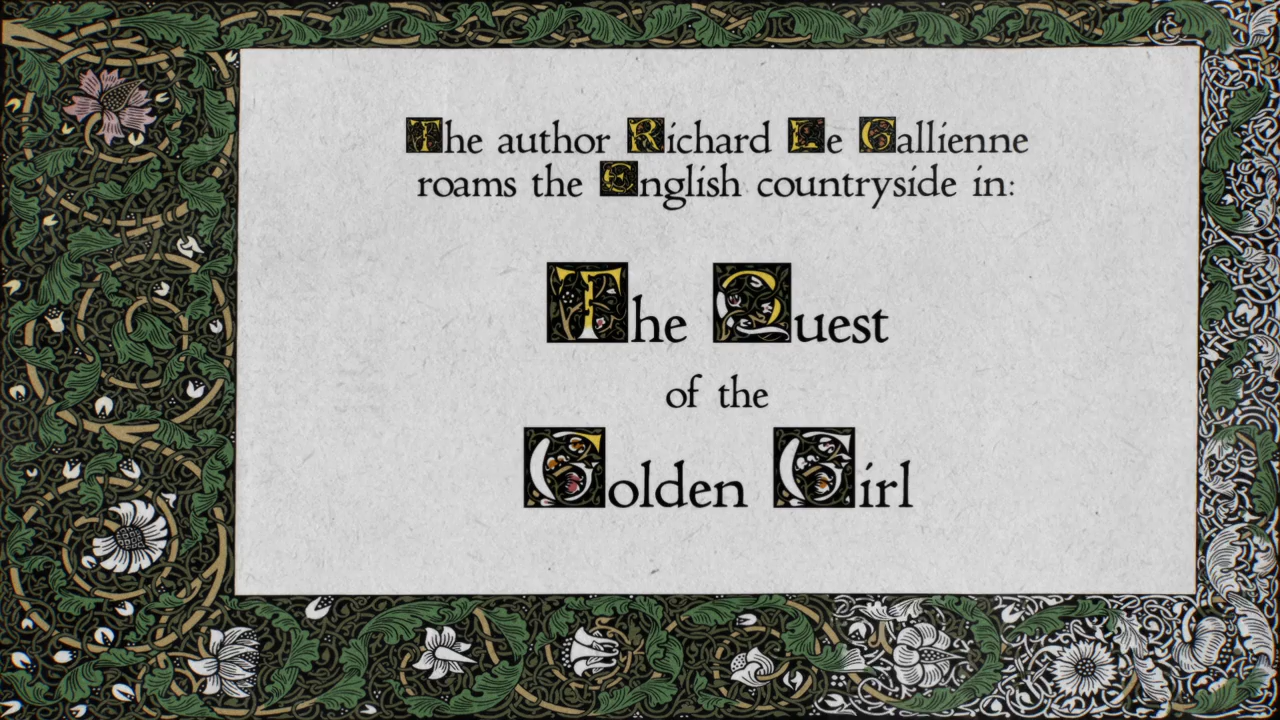 The author Richard Le Gallienne
roams the English countryside in:
The Quest
of the
Golden Girl